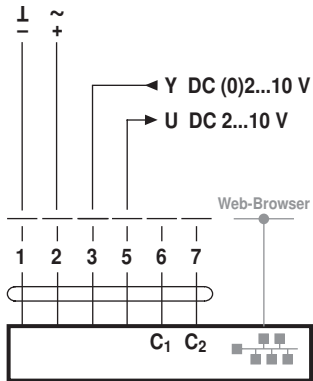 ⊥ ~
– +
Y DC (0)2...10 V
U DC 2...10 V
Web-Browser
1 2 3 5 6 7
C1 C2